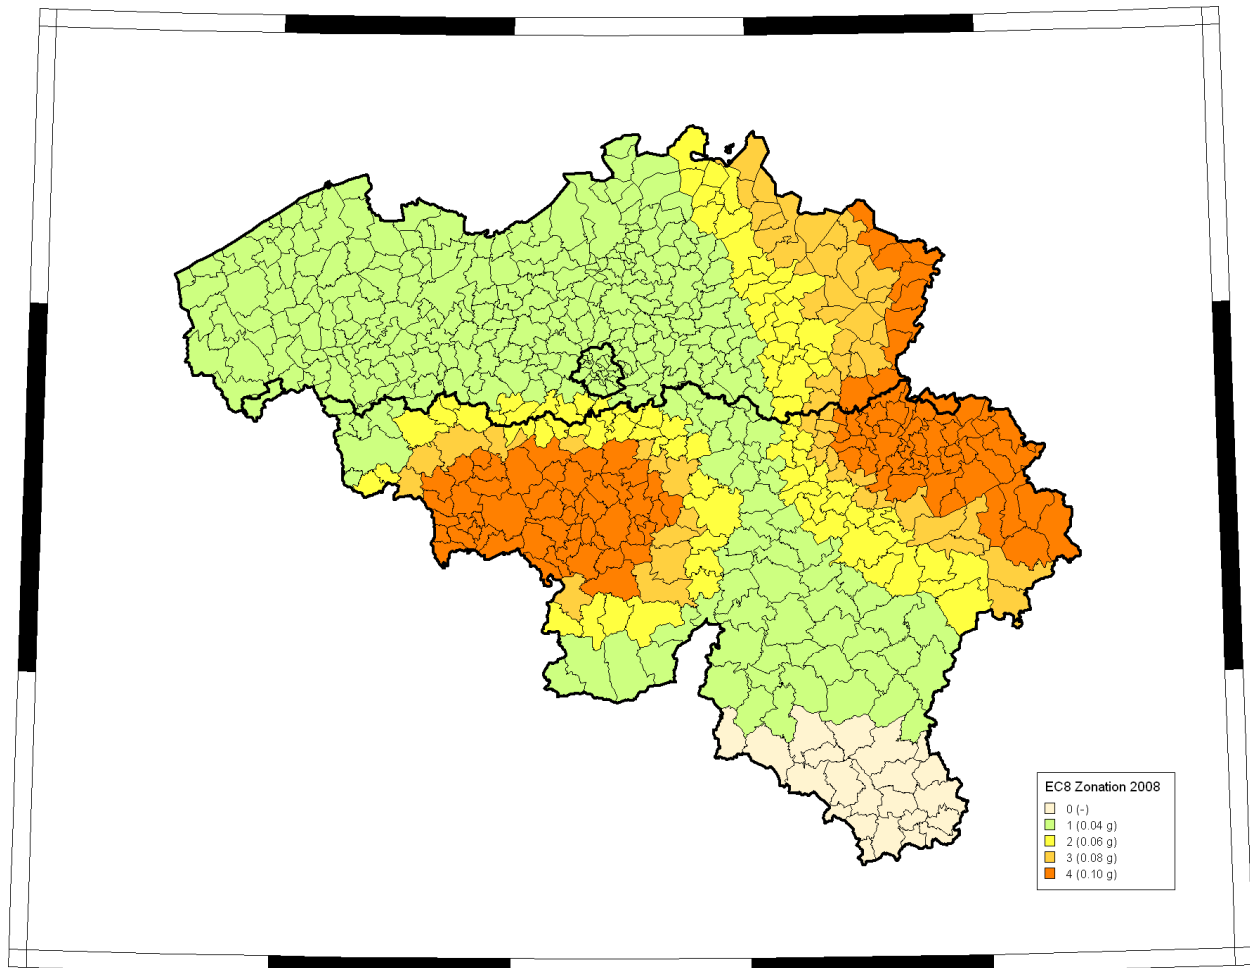 EC8 Zonation 2008
0 (-)
1 (0.04 g)
2 (0.06 g)
3 (0.08 g)
4 (0.10 g)